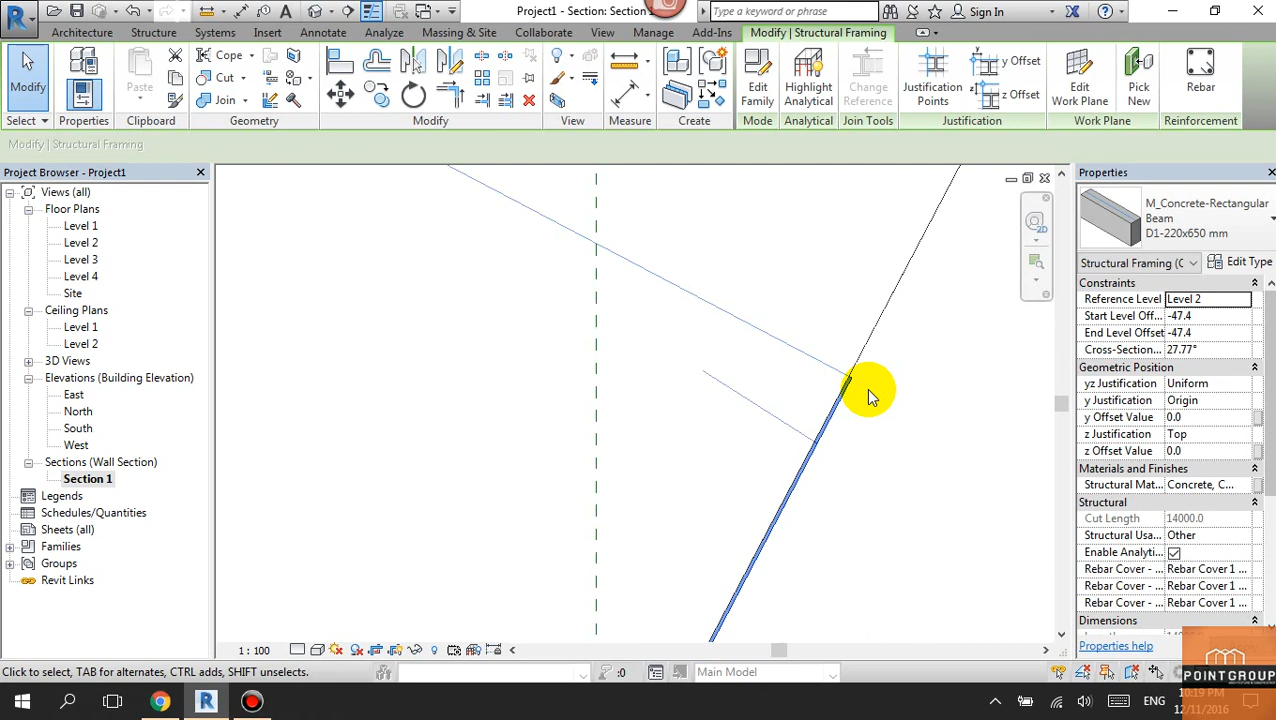 Project1 - Section: Section
Type a keyword or phrase
Sign In
Architecture Structure Systems Insert Annotate Analyze Massing & Site Collaborate View Manage Add-Ins Modify | Structural Framing
Modify
Select
Properties
Paste
Clipboard
Cope
Cut
Join
Geometry
Modify
View
Measure
Create
Edit
Family
Mode
Highlight
Analytical
Analytical
Change
Reference
Join Tools
Justification
Points
y Offset
z Offset
Justification
Edit
Work Plane
Pick
New
Work Plane
Rebar
Reinforcement
Modify | Structural Framing
Project Browser - Project1
Views (all)
Floor Plans
Level 1
Level 2
Level 3
Level 4
Site
Ceiling Plans
Level 1
Level 2
3D Views
Elevations (Building Elevation)
East
North
South
West
Sections (Wall Section)
Section 1
Legends
Schedules/Quantities
Sheets (all)
Families
Groups
Revit Links
2D
Properties
M_Concrete-Rectangular
Beam
D1-220x650 mm
Structural Framing (C
Edit Type
Constraints
Reference Level Level 2
Start Level Off... -47.4
End Level Offset -47.4
Cross-Section... 27.77°
Geometric Position
yz Justification Uniform
y Justification Origin
y Offset Value 0.0
z Justification Top
z Offset Value 0.0
Materials and Finishes
Structural Mat... Concrete, C...
Structural
Cut Length 14000.0
Structural Usa... Other
Enable Analyti...
Rebar Cover - ... Rebar Cover 1 ...
Rebar Cover - ... Rebar Cover 1 ...
Rebar Cover - ... Rebar Cover 1 ...
Dimensions
Properties help
1 : 100
Click to select, TAB for alternates, CTRL adds, SHIFT unselects.
:0
Main Model
POINTGROUP
ENG
10:19 PM
12/11/2016